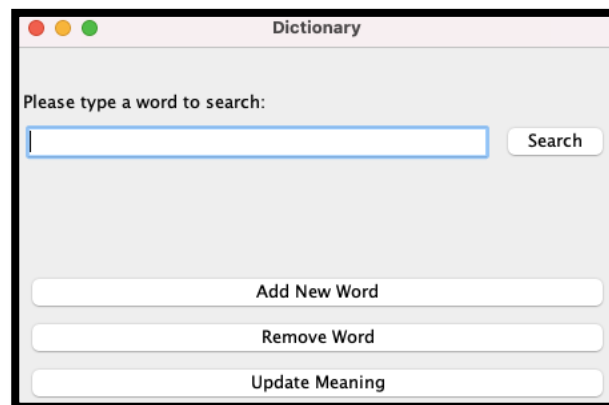 Dictionary
Please type a word to search:
Search
Add New Word
Remove Word
Update Meaning